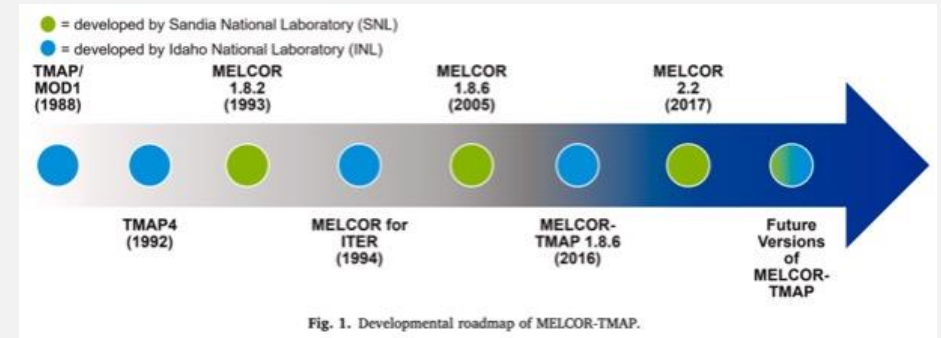 = developed by Sandia National Laboratory (SNL)
= developed by Idaho National Laboratory (INL)
TMAP/
MOD1
(1988)
MELCOR
1.8.2
(1993)
MELCOR
1.8.6
(2005)
MELCOR
2.2
(2017)
TMAP4
(1992)
MELCOR for
ITER
(1994)
MELCOR-
TMAP 1.8.6
(2016)
Future
Versions
of
MELCOR-
TMAP
Fig. 1. Developmental roadmap of MELCOR-TMAP.